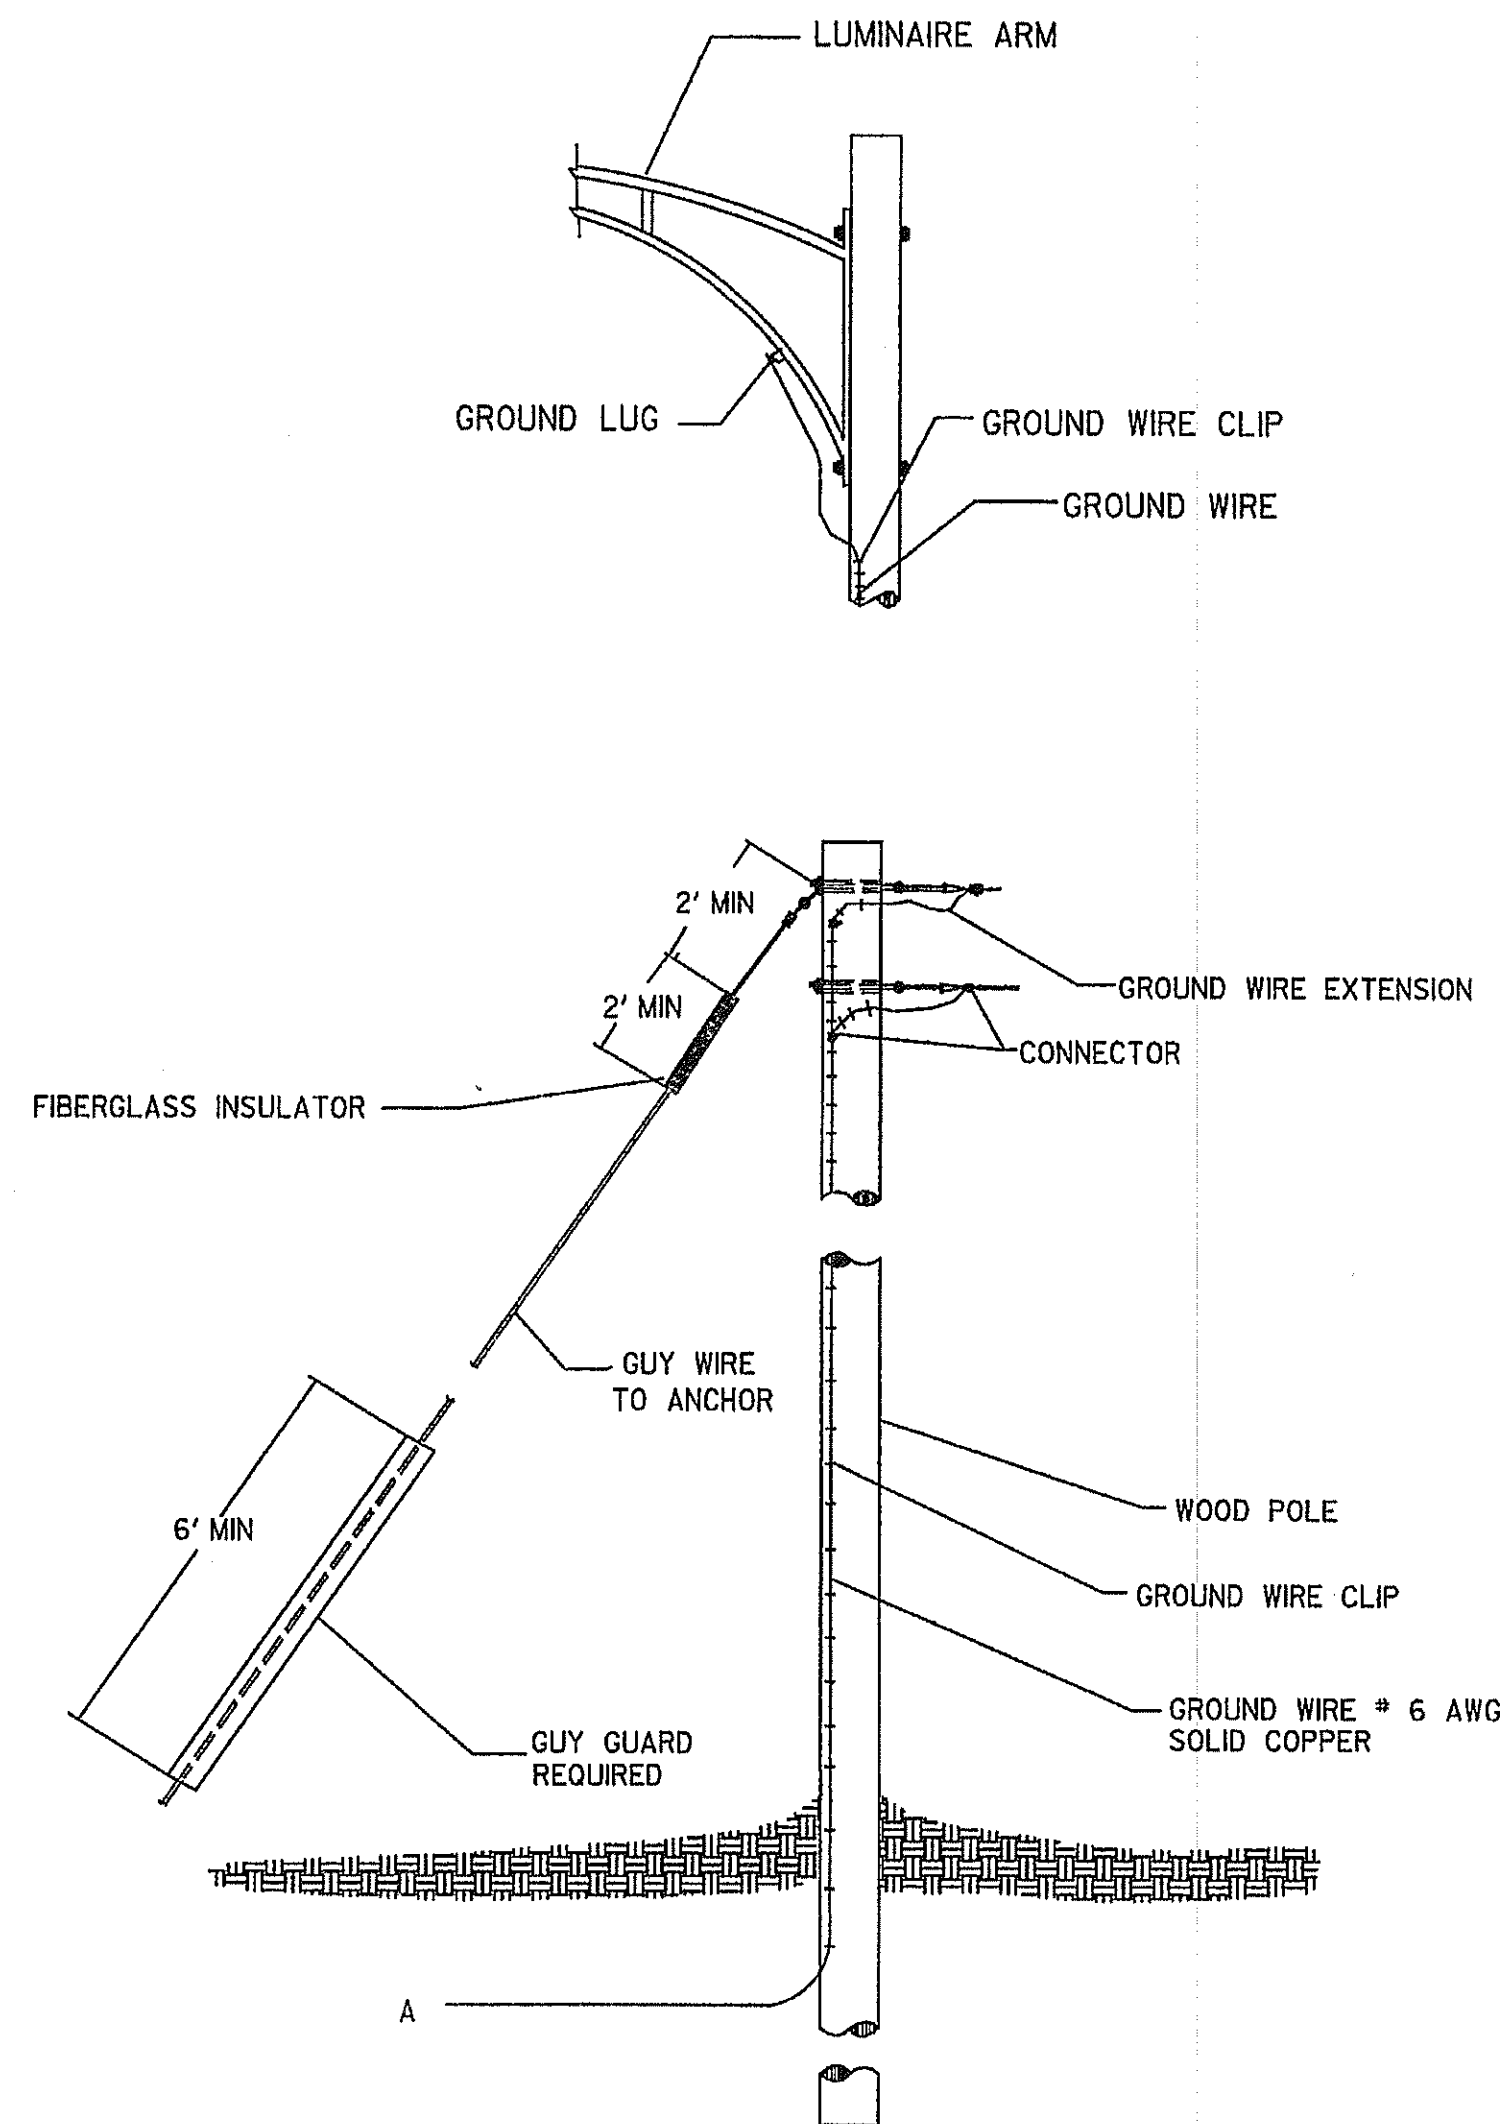 LUMINAIRE ARM
GROUND LUG
GROUND WIRE CLIP
GROUND WIRE
2' MIN
2' MIN
GROUND WIRE EXTENSION
CONNECTOR
FIBERGLASS INSULATOR
GUY WIRE
TO ANCHOR
WOOD POLE
6' MIN
GROUND WIRE CLIP
GROUND WIRE # 6 AWG
SOLID COPPER
GUY GUARD
REQUIRED
A